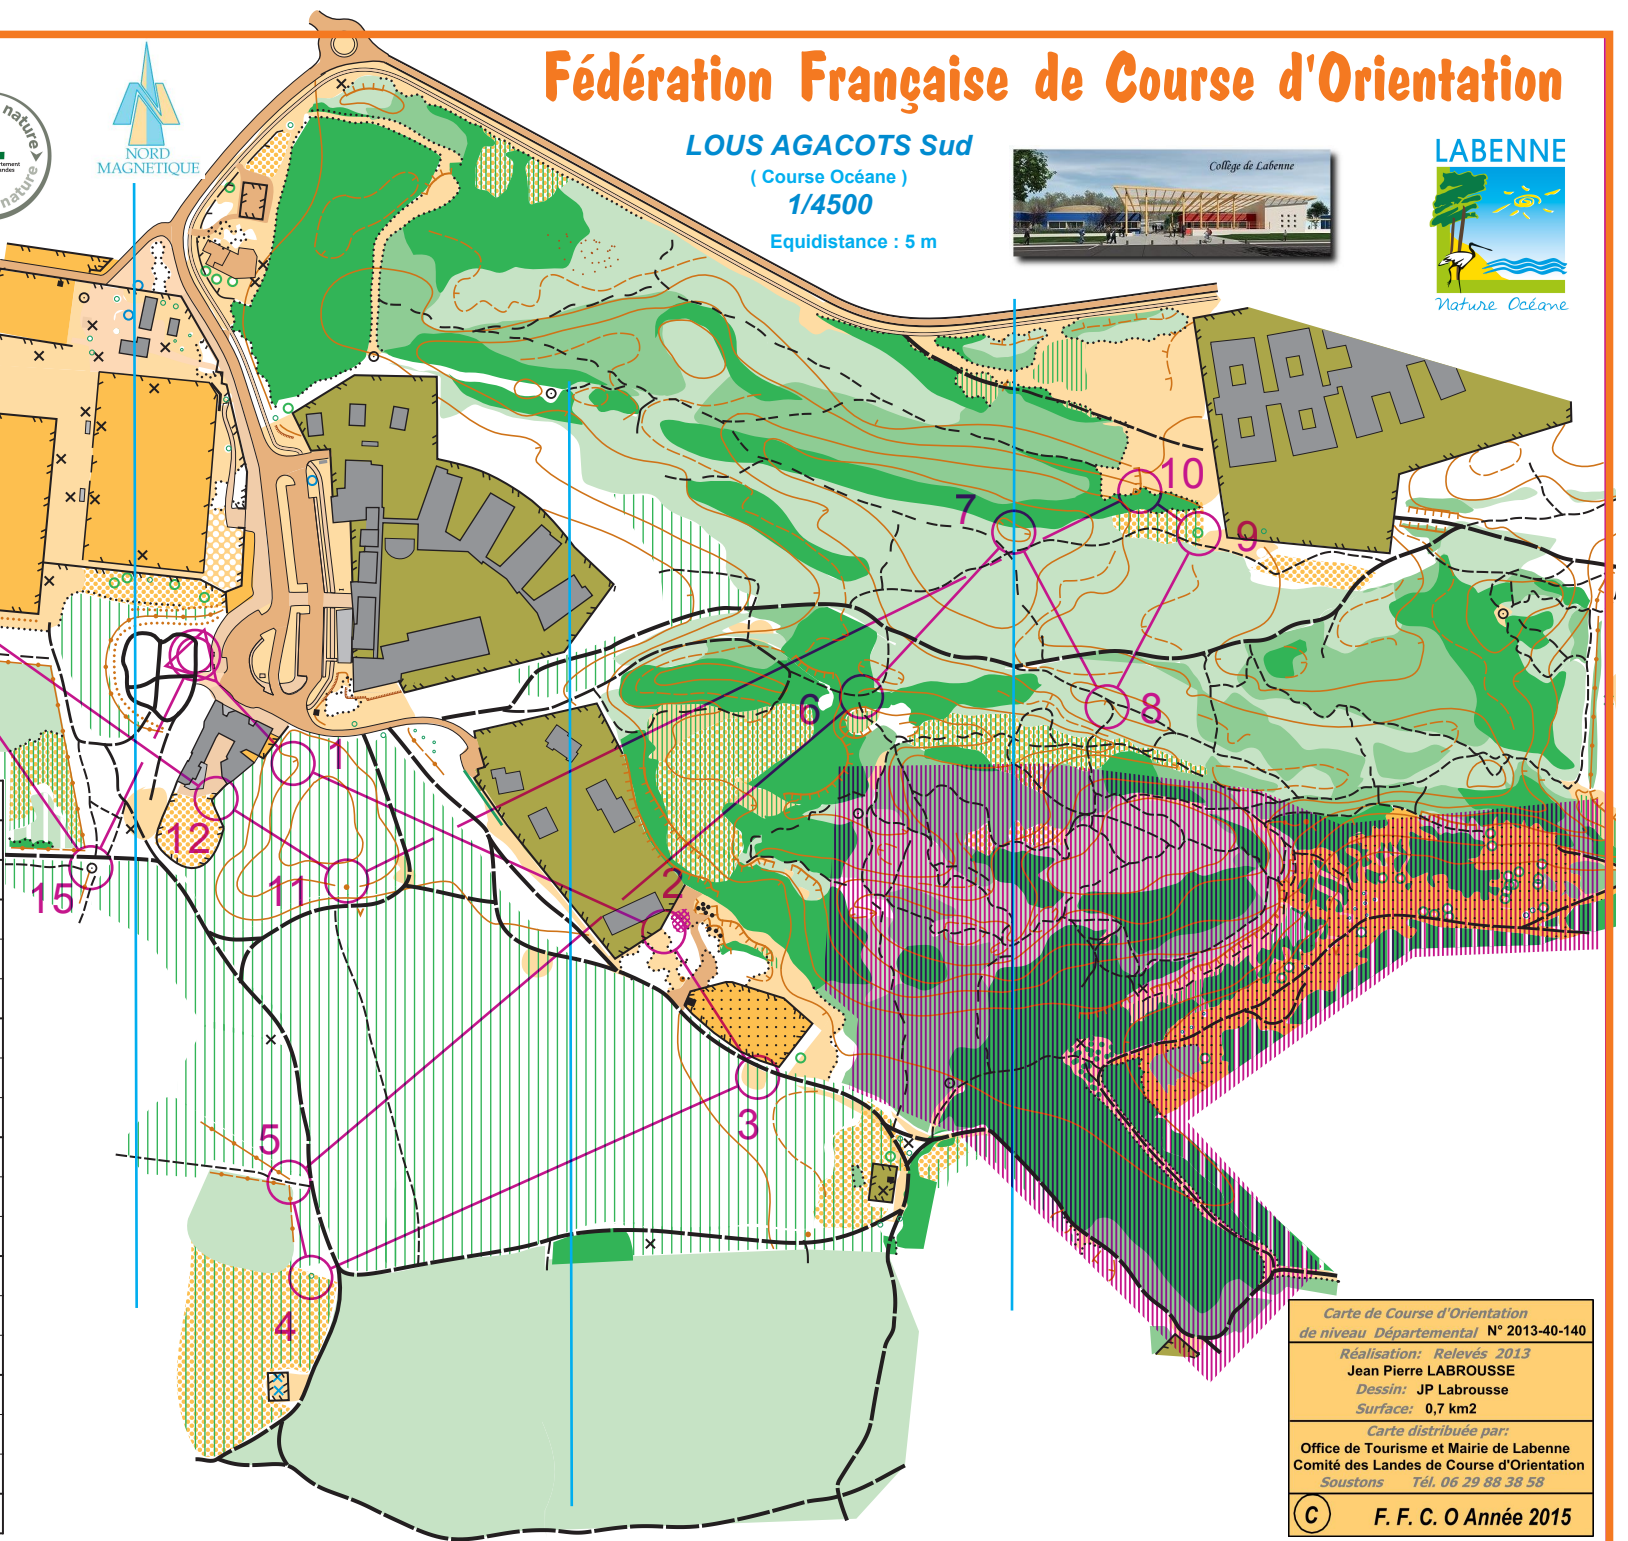 Fédération Française de Course d'Orientation
nature
nature
NORD
MAGNETIQUE
LOUS AGACOTS Sud
( Course Océane )
1/4500
Equidistance : 5 m
Collège de Labenne
LABENNE
Nature Océane
10
7
9
6
8
1
12
11
2
15
3
5
4
Carte de Course d'Orientation
de niveau Départemental N° 2013-40-140
Réalisation: Relevés 2013
Jean Pierre LABROUSSE
Dessin: JP Labrousse
Surface: 0,7 km2
Carte distribuée par:
Office de Tourisme et Mairie de Labenne
Comité des Landes de Course d'Orientation
Soustons Tél. 06 29 88 38 58
C F. F. C. O Année 2015